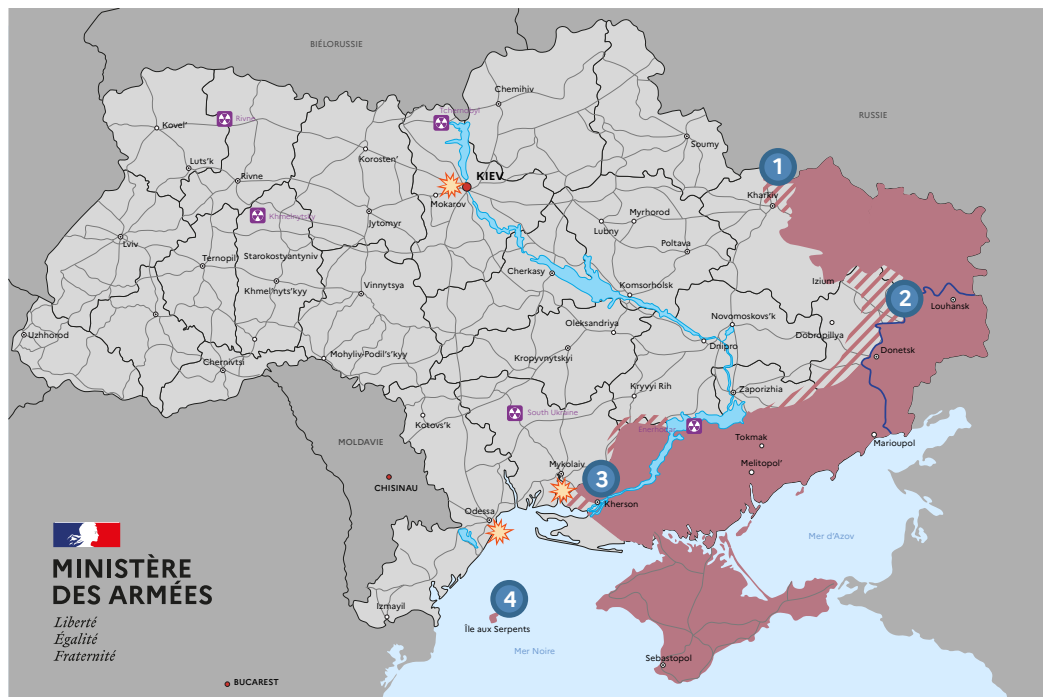 BIÉLORUSSIE
RUSSIE
Chemihiv
Tchernobyl
Rivne
Kovel'
Soumy
Korosten'
Luts'k
Rivne
KIEV
Mokarov
1
Kharkiv
Khmelnytsky
Jytomyr
Myrhorod
Lubny
Poltava
Lviv
Ternopil
Starokostyantyniv
Cherkasy
Izium
Khmel'nyts'kyy
Vinnytsya
Komsorholsk
2
Louhansk
Uzhhorod
Oleksandriya
Novomoskovs'k
Dobropillya
Dnipro
Donetsk
Chernivtsi
Mohyliv-Podil's'kyy
Kropyvnytskyi
Kryvyi Rih
Zaporizhia
South Ukraine
Kotovs'k
Enerhodar
MOLDAVIE
Tokmak
Marioupol
Mykolaiv
Melitopol'
3
CHISINAU
Kherson
Odessa
Mer d'Azov
MINISTÈRE
DES ARMÉES
Liberté
Égalité
Fraternité
4
Izmayil
Île aux Serpents
Mer Noire
Sebastopol
BUCAREST